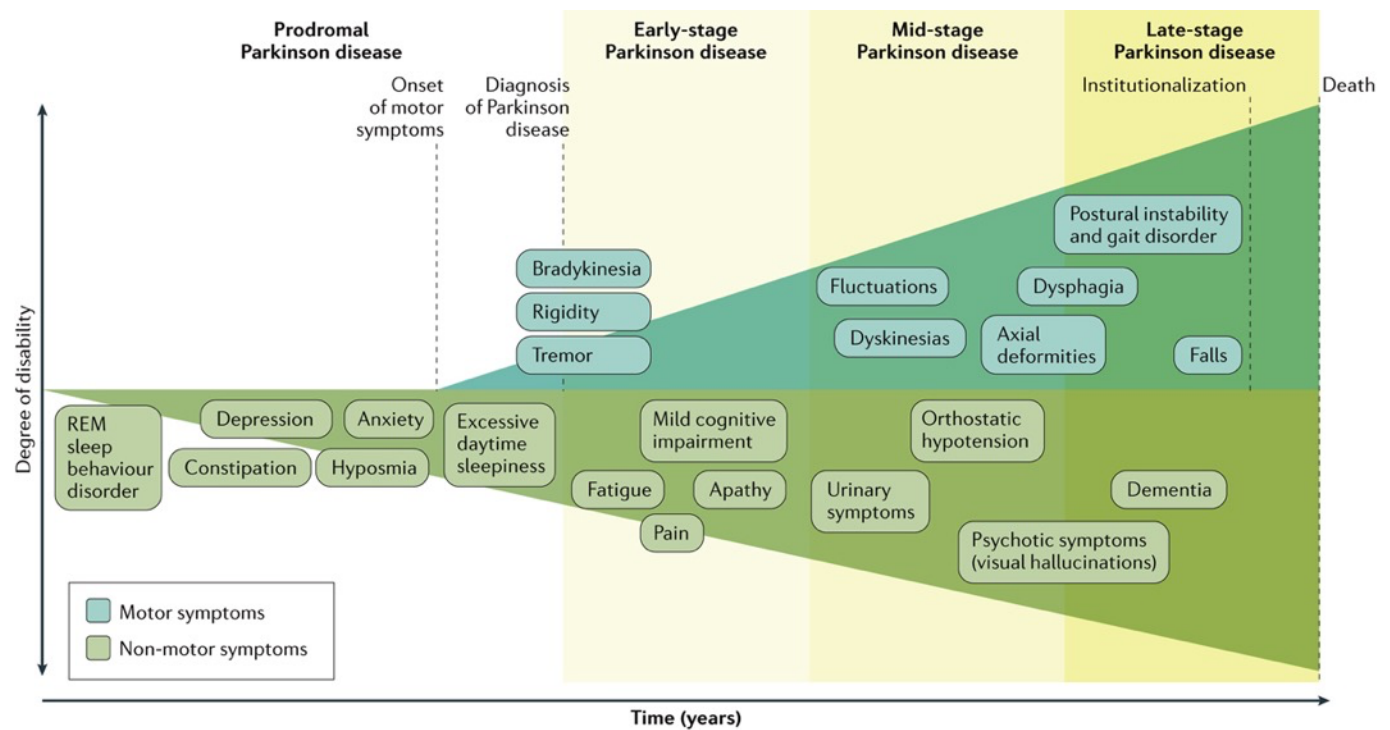 Prodromal
Parkinson disease
Early-stage
Parkinson disease
Mid-stage
Parkinson disease
Late-stage
Parkinson disease
Onset
of motor
symptoms
Diagnosis
of Parkinson
disease
Institutionalization
Death
Degree of disability
Postural instability
and gait disorder
Bradykinesia
Rigidity
Tremor
Fluctuations
Dysphagia
Dyskinesias
Axial
deformities
Falls
REM
sleep
behaviour
disorder
Depression
Anxiety
Constipation
Hyposmia
Excessive
daytime
sleepiness
Mild cognitive
impairment
Fatigue
Apathy
Pain
Orthostatic
hypotension
Urinary
symptoms
Dementia
Psychotic symptoms
(visual hallucinations)
Motor symptoms
Non-motor symptoms
Time (years)